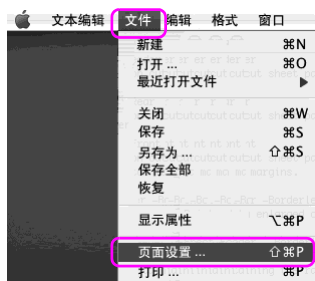 文本编辑 文件 编辑 格式 窗口
新建 ⌘N
打开 ... ⌘O
最近打开文件 ▶
关闭 ⌘W
保存 ⌘S
另存为 ... ⇧⌘S
保存全部
恢复
显示属性 ⌥⌘P
页面设置 ... ⇧⌘P
打印 ... ⌘P